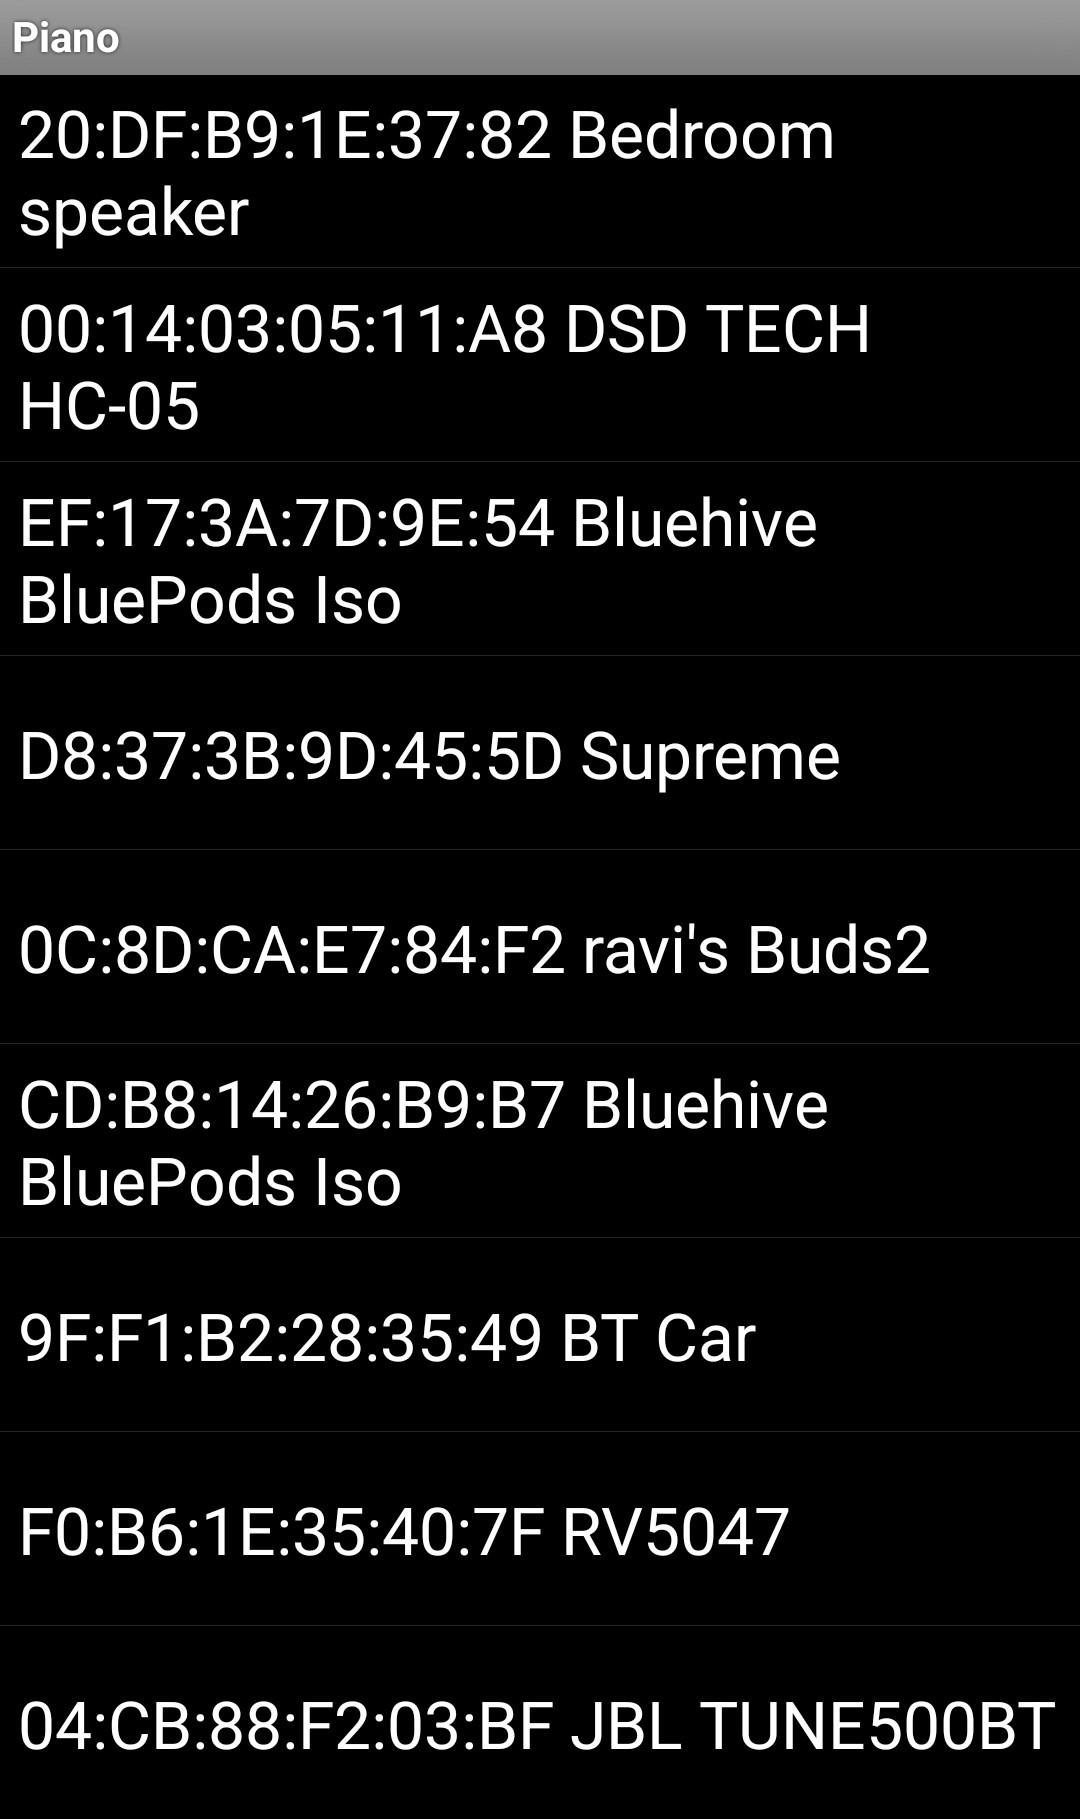 Piano
20:DF:B9:1E:37:82 Bedroom
speaker
00:14:03:05:11:A8 DSD TECH
HC-05
EF:17:3A:7D:9E:54 Bluehive
BluePods Iso
D8:37:3B:9D:45:5D Supreme
0C:8D:CA:E7:84:F2 ravi's Buds2
CD:B8:14:26:B9:B7 Bluehive
BluePods Iso
9F:F1:B2:28:35:49 BT Car
F0:B6:1E:35:40:7F RV5047
04:CB:88:F2:03:BF JBL TUNE500BT